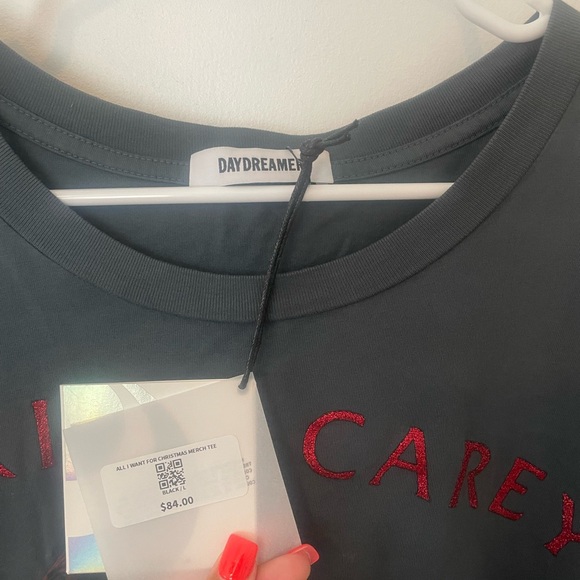 DAYDREAMER
CAREY
ALL I WANT FOR CHRISTMAS MERCH TEE
BLACK / L
$84.00